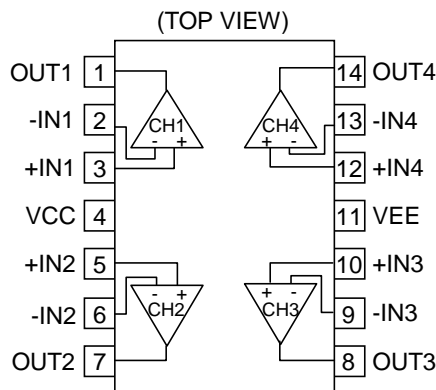 (TOP VIEW)
OUT1 1 14 OUT4
-IN1 2 CH1 CH4 13 -IN4
- + + -
+IN1 3 12 +IN4
VCC 4 11 VEE
+IN2 5 10 +IN3
- + + -
-IN2 6 CH2 CH3 9 -IN3
OUT2 7 8 OUT3